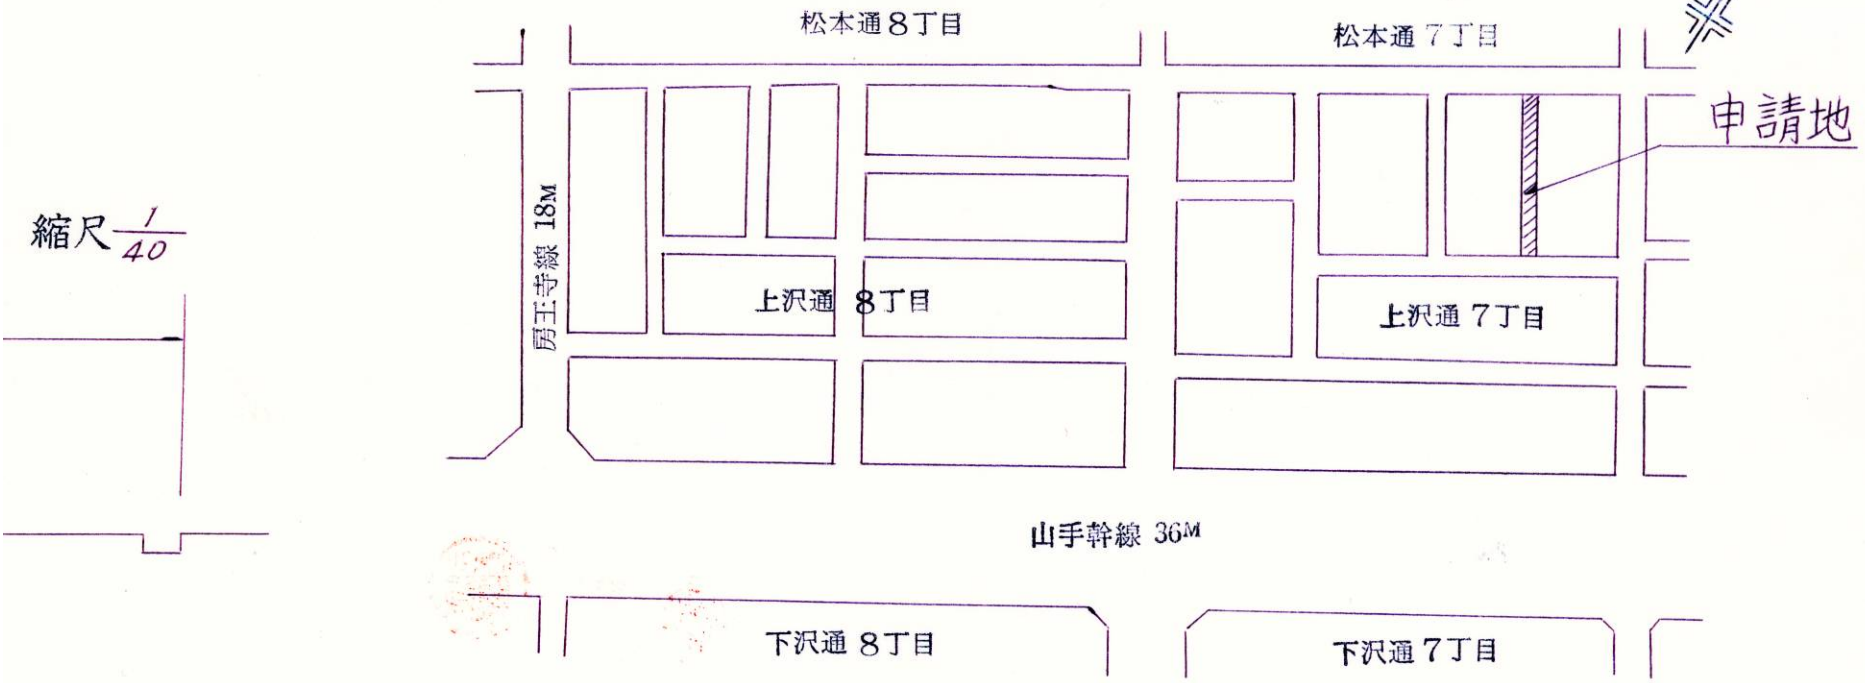 松本通8丁目
松本通7丁目
申請地
縮尺 1/40
房王寺線 18M
上沢通 8丁目
上沢通 7丁目
山手幹線 36M
下沢通 8丁目
下沢通 7丁目